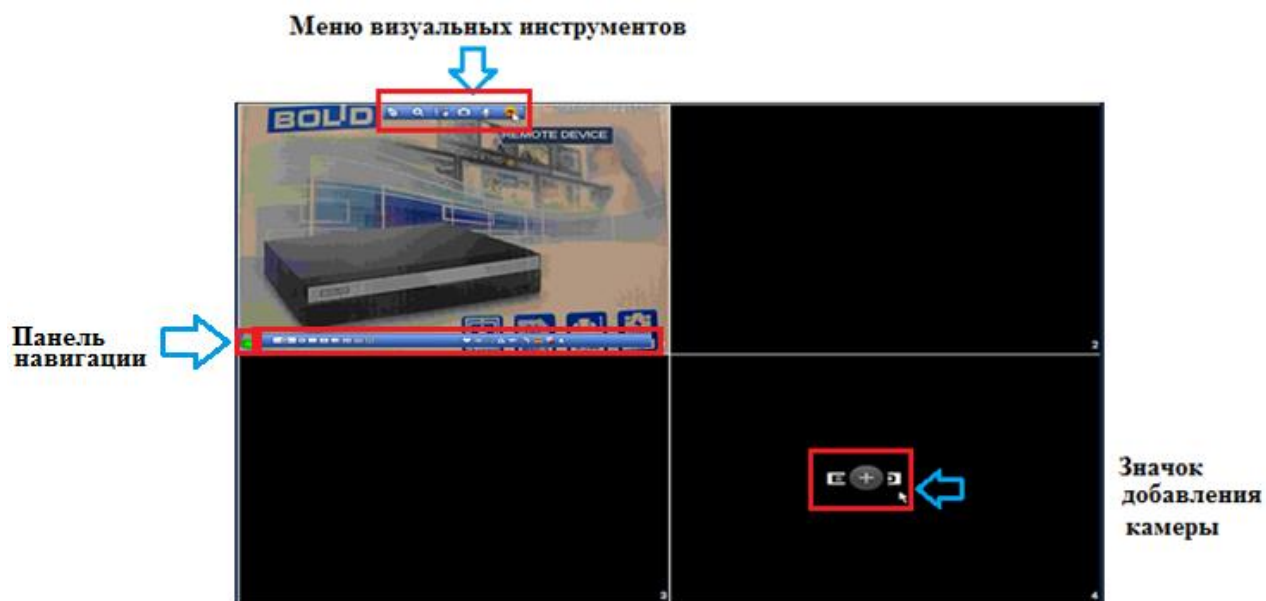 Меню визуальных инструментов
BOLID
REMOTE DEVICE
Панель
навигации
2
Значок
добавления
камеры
3
4